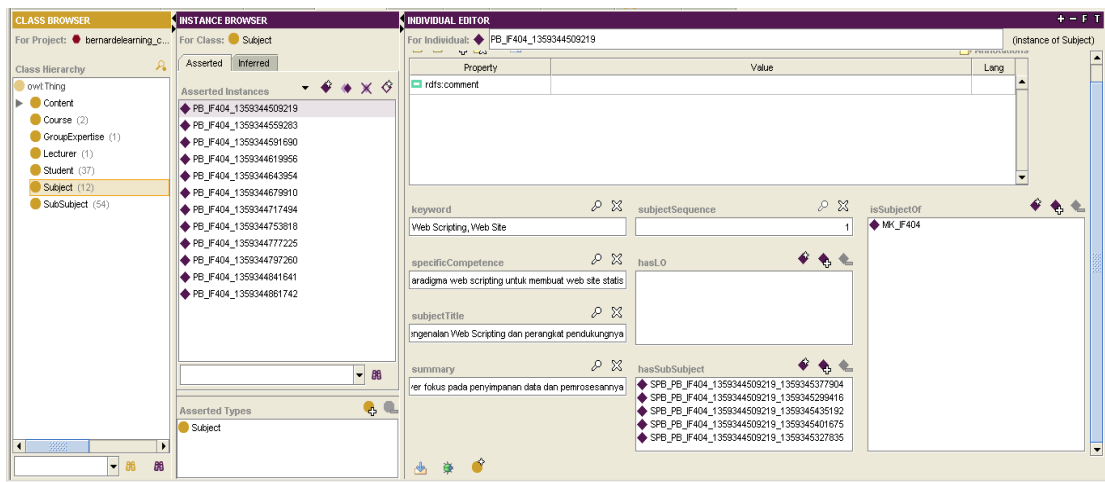 CLASS BROWSER
For Project: bernardelearning_c...
Class Hierarchy
owl:Thing
Content
Course (2)
GroupExpertise (1)
Lecturer (1)
Student (37)
Subject (12)
SubSubject (54)
INSTANCE BROWSER
For Class: Subject
Asserted Inferred
Asserted Instances
PB_IF404_1359344509219
PB_IF404_1359344559283
PB_IF404_1359344591690
PB_IF404_1359344619956
PB_IF404_1359344643954
PB_IF404_1359344679910
PB_IF404_1359344717494
PB_IF404_1359344753818
PB_IF404_1359344777225
PB_IF404_1359344797260
PB_IF404_1359344841641
PB_IF404_1359344861742
Asserted Types
Subject
INDIVIDUAL EDITOR + − F T
For Individual: PB_IF404_1359344509219 (instance of Subject)
Annotations
Property Value Lang
rdfs:comment
keyword
Web Scripting, Web Site
specificCompetence
aradigma web scripting untuk membuat web site statis
subjectTitle
engenalan Web Scripting dan perangkat pendukungnya
summary
ver fokus pada penyimpanan data dan pemrosesannya
subjectSequence
1
hasLO
hasSubSubject
SPB_PB_IF404_1359344509219_1359345377904
SPB_PB_IF404_1359344509219_1359345299416
SPB_PB_IF404_1359344509219_1359345435192
SPB_PB_IF404_1359344509219_1359345401675
SPB_PB_IF404_1359344509219_1359345327835
isSubjectOf
MK_IF404